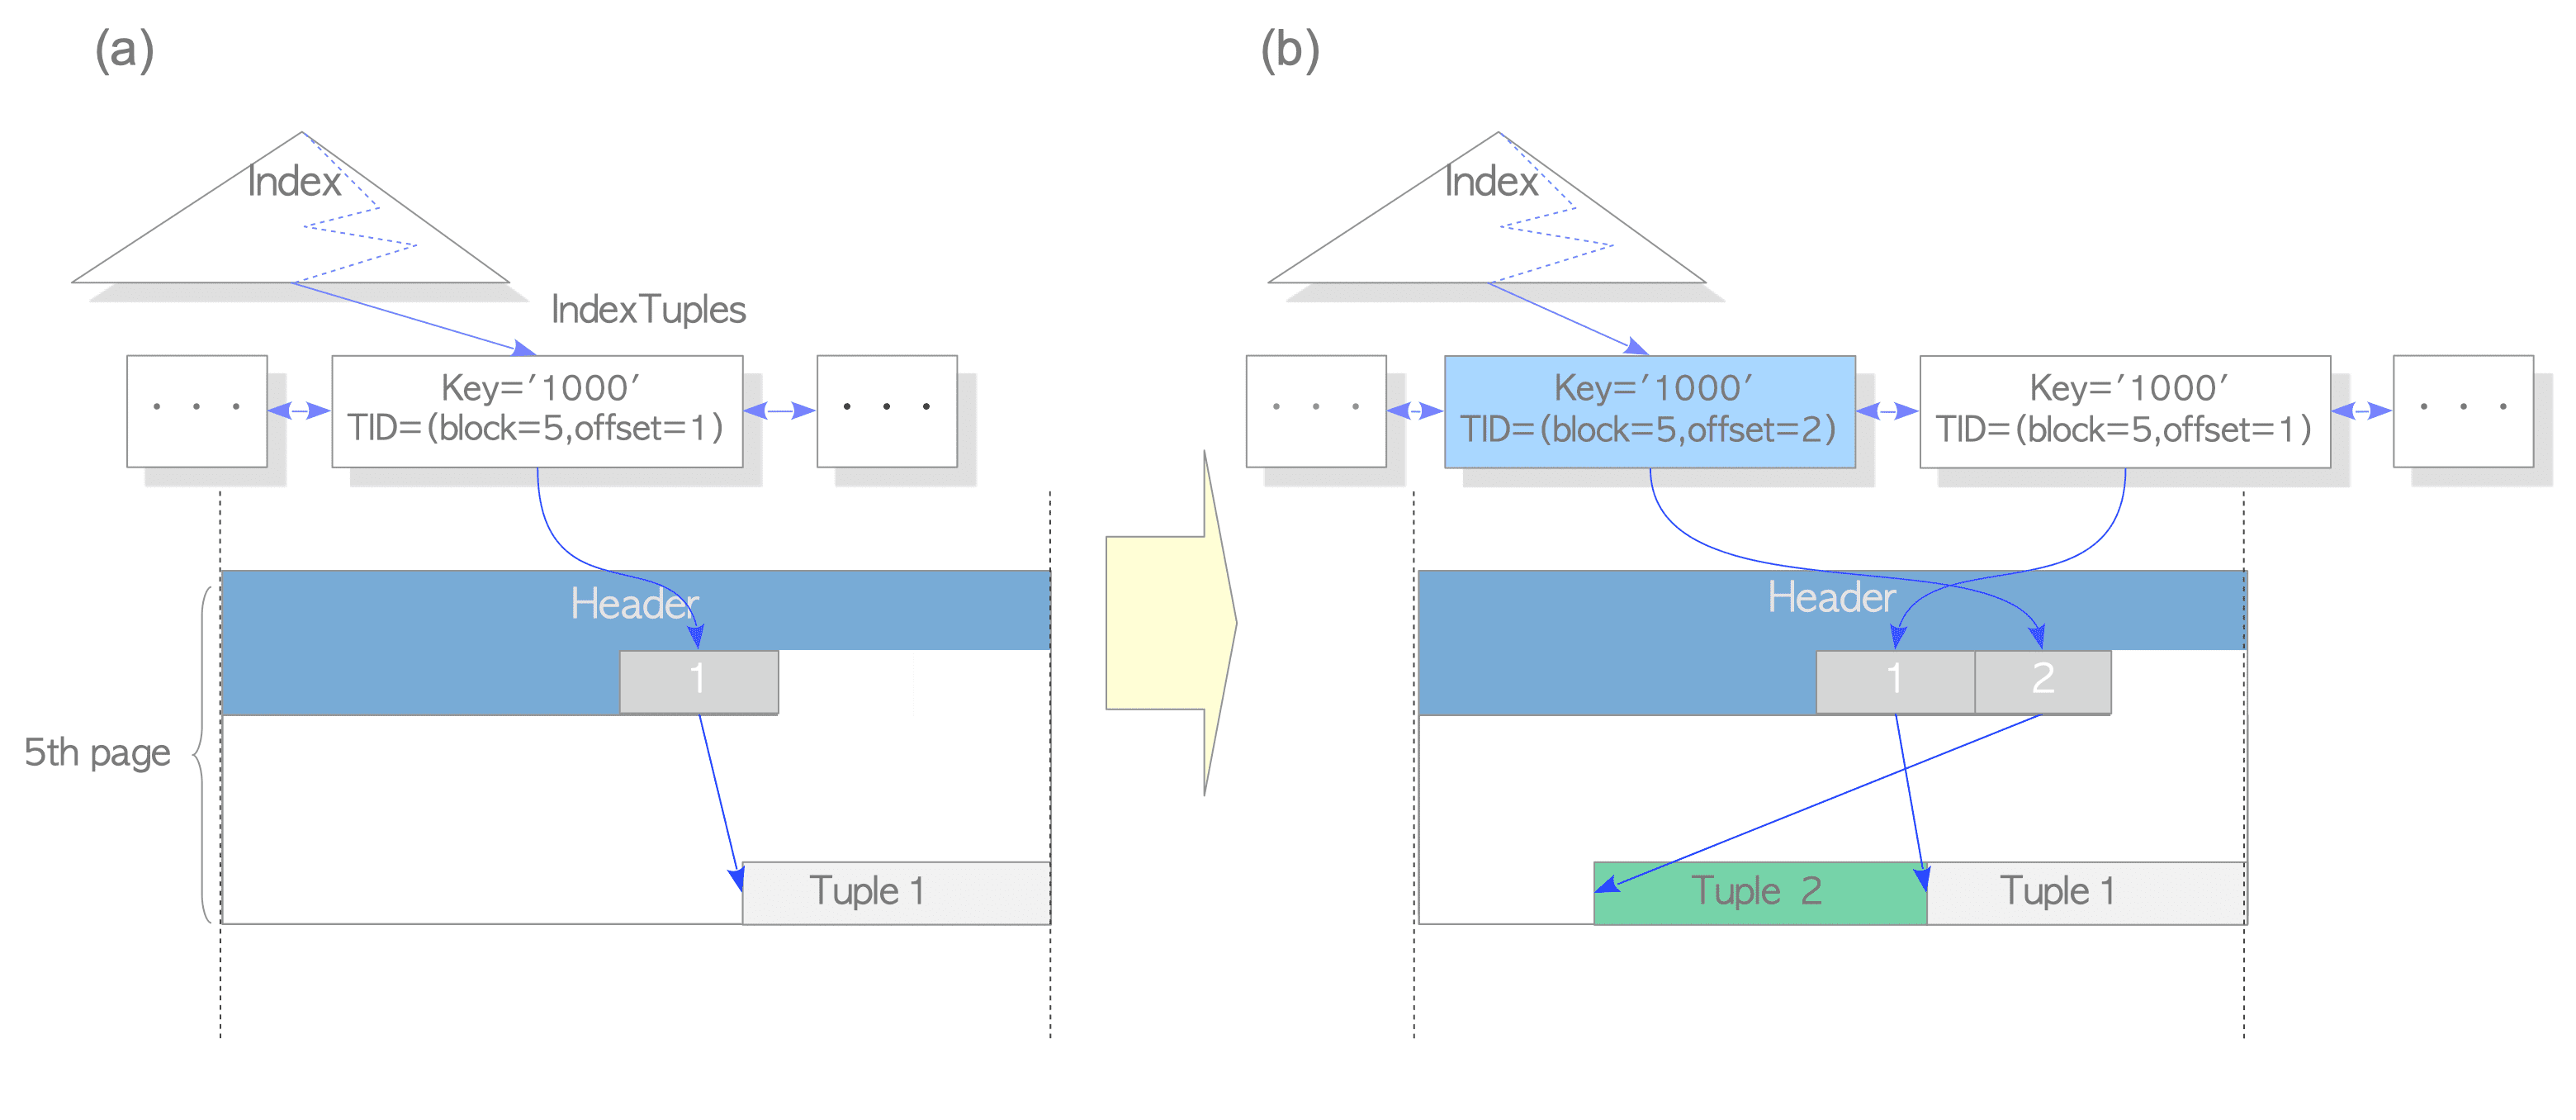 (a)
Index
IndexTuples
. . .
Key='1000'
TID=(block=5,offset=1)
. . .
Header
1
5th page
Tuple 1
(b)
Index
. . .
Key='1000'
TID=(block=5,offset=2)
Key='1000'
TID=(block=5,offset=1)
. . .
Header
1
2
Tuple 2
Tuple 1